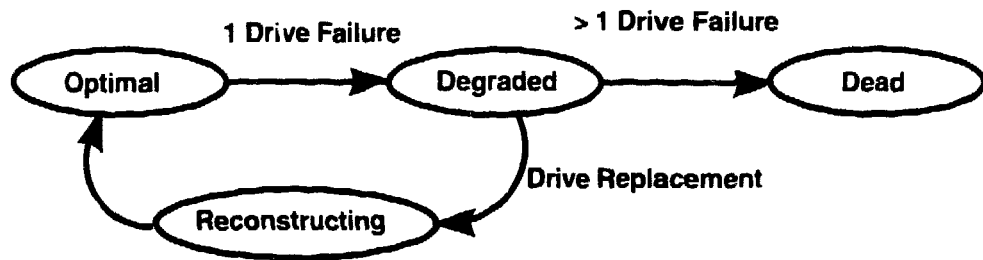 1 Drive Failure
> 1 Drive Failure
Optimal
Degraded
Dead
Drive Replacement
Reconstructing